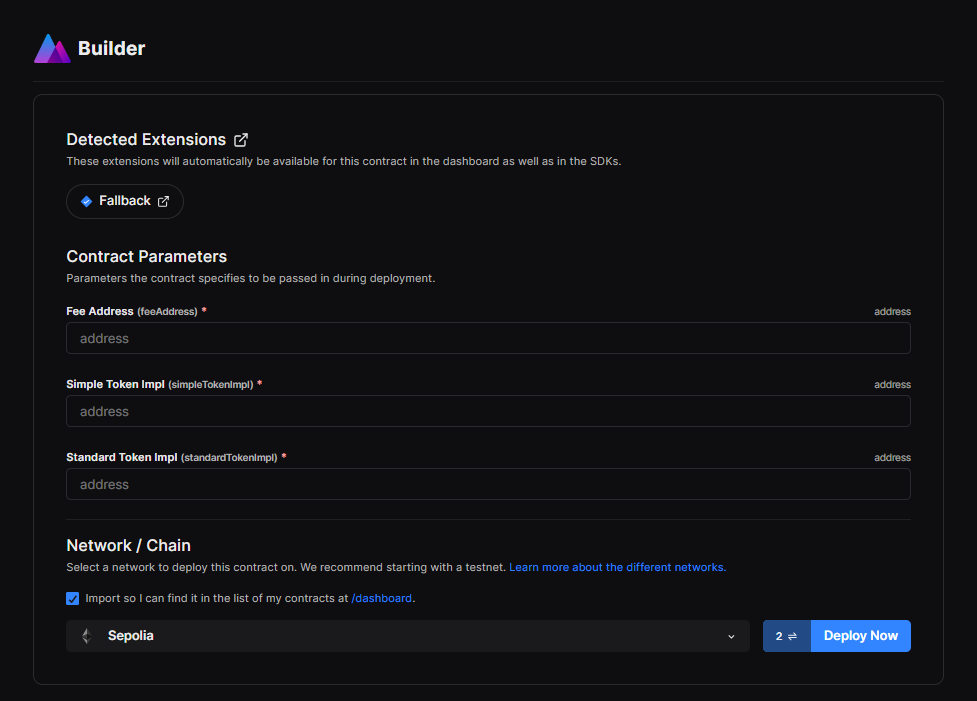 Builder
Detected Extensions
These extensions will automatically be available for this contract in the dashboard as well as in the SDKs.
Fallback
Contract Parameters
Parameters the contract specifies to be passed in during deployment.
Fee Address (feeAddress) * address
address
Simple Token Impl (simpleTokenImpl) * address
address
Standard Token Impl (standardTokenImpl) * address
address
Network / Chain
Select a network to deploy this contract on. We recommend starting with a testnet. Learn more about the different networks.
Import so I can find it in the list of my contracts at /dashboard.
Sepolia 2 ⇌ Deploy Now